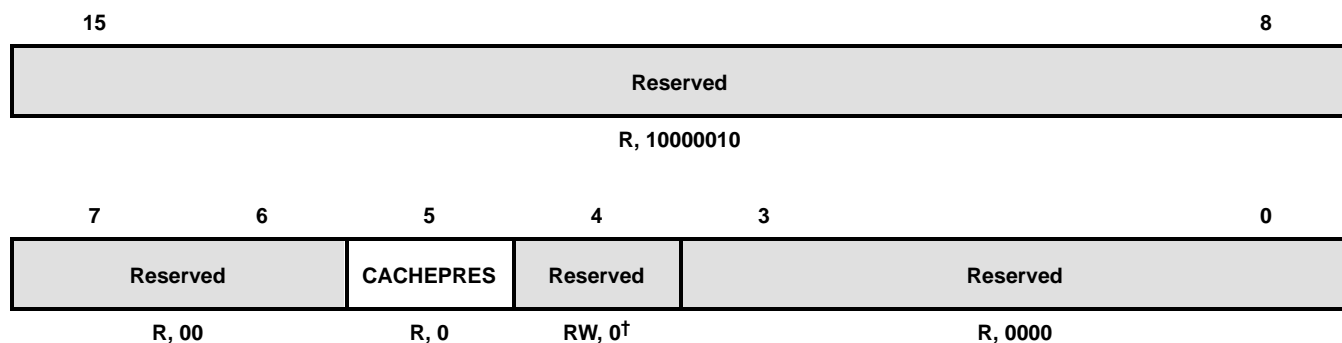 15 8
Reserved
R, 10000010
7 6 5 4 3 0
Reserved CACHEPRES Reserved Reserved
R, 00 R, 0 RW, 0† R, 0000